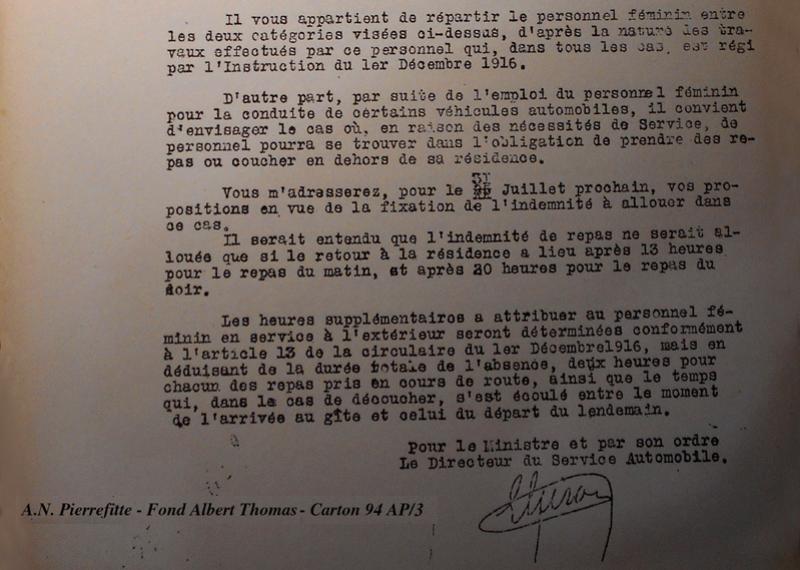 Il vous appartient de répartir le personnel féminin entre
les deux catégories visées ci-dessus, d'après la nature des tra-
vaux effectués par ce personnel qui, dans tous les cas, est régi
par l'Instruction du 1er Décembre 1916.
D'autre part, par suite de l'emploi du personnel féminin
pour la conduite de certains véhicules automobiles, il convient
d'envisager le cas où, en raison des nécessités de Service, de
personnel pourra se trouver dans l'obligation de prendre des re-
pas ou coucher en dehors de sa résidence.
31
Vous m'adresserez, pour le Juillet prochain, vos pro-
positions en vue de la fixation de l'indemnité à allouer dans
ce cas.
Il serait entendu que l'indemnité de repas ne serait al-
louée que si le retour à la résidence a lieu après 13 heures
pour le repas du matin, et après 20 heures pour le repas du
soir.
Les heures supplémentaires a attribuer au personnel fé-
minin en service à l'extérieur seront déterminées conformément
à l'article 13 de la circulaire du 1er Décembre1916, mais en
déduisant de la durée totale de l'absence, deux heures pour
chacun des repas pris en cours de route, ainsi que le temps
qui, dans le cas de découcher, s'est écoulé entre le moment
de l'arrivée au gîte et celui du départ du lendemain.
Pour le Ministre et par son ordre
Le Directeur du Service Automobile.
A.N. Pierrefitte - Fond Albert Thomas - Carton 94 AP/3